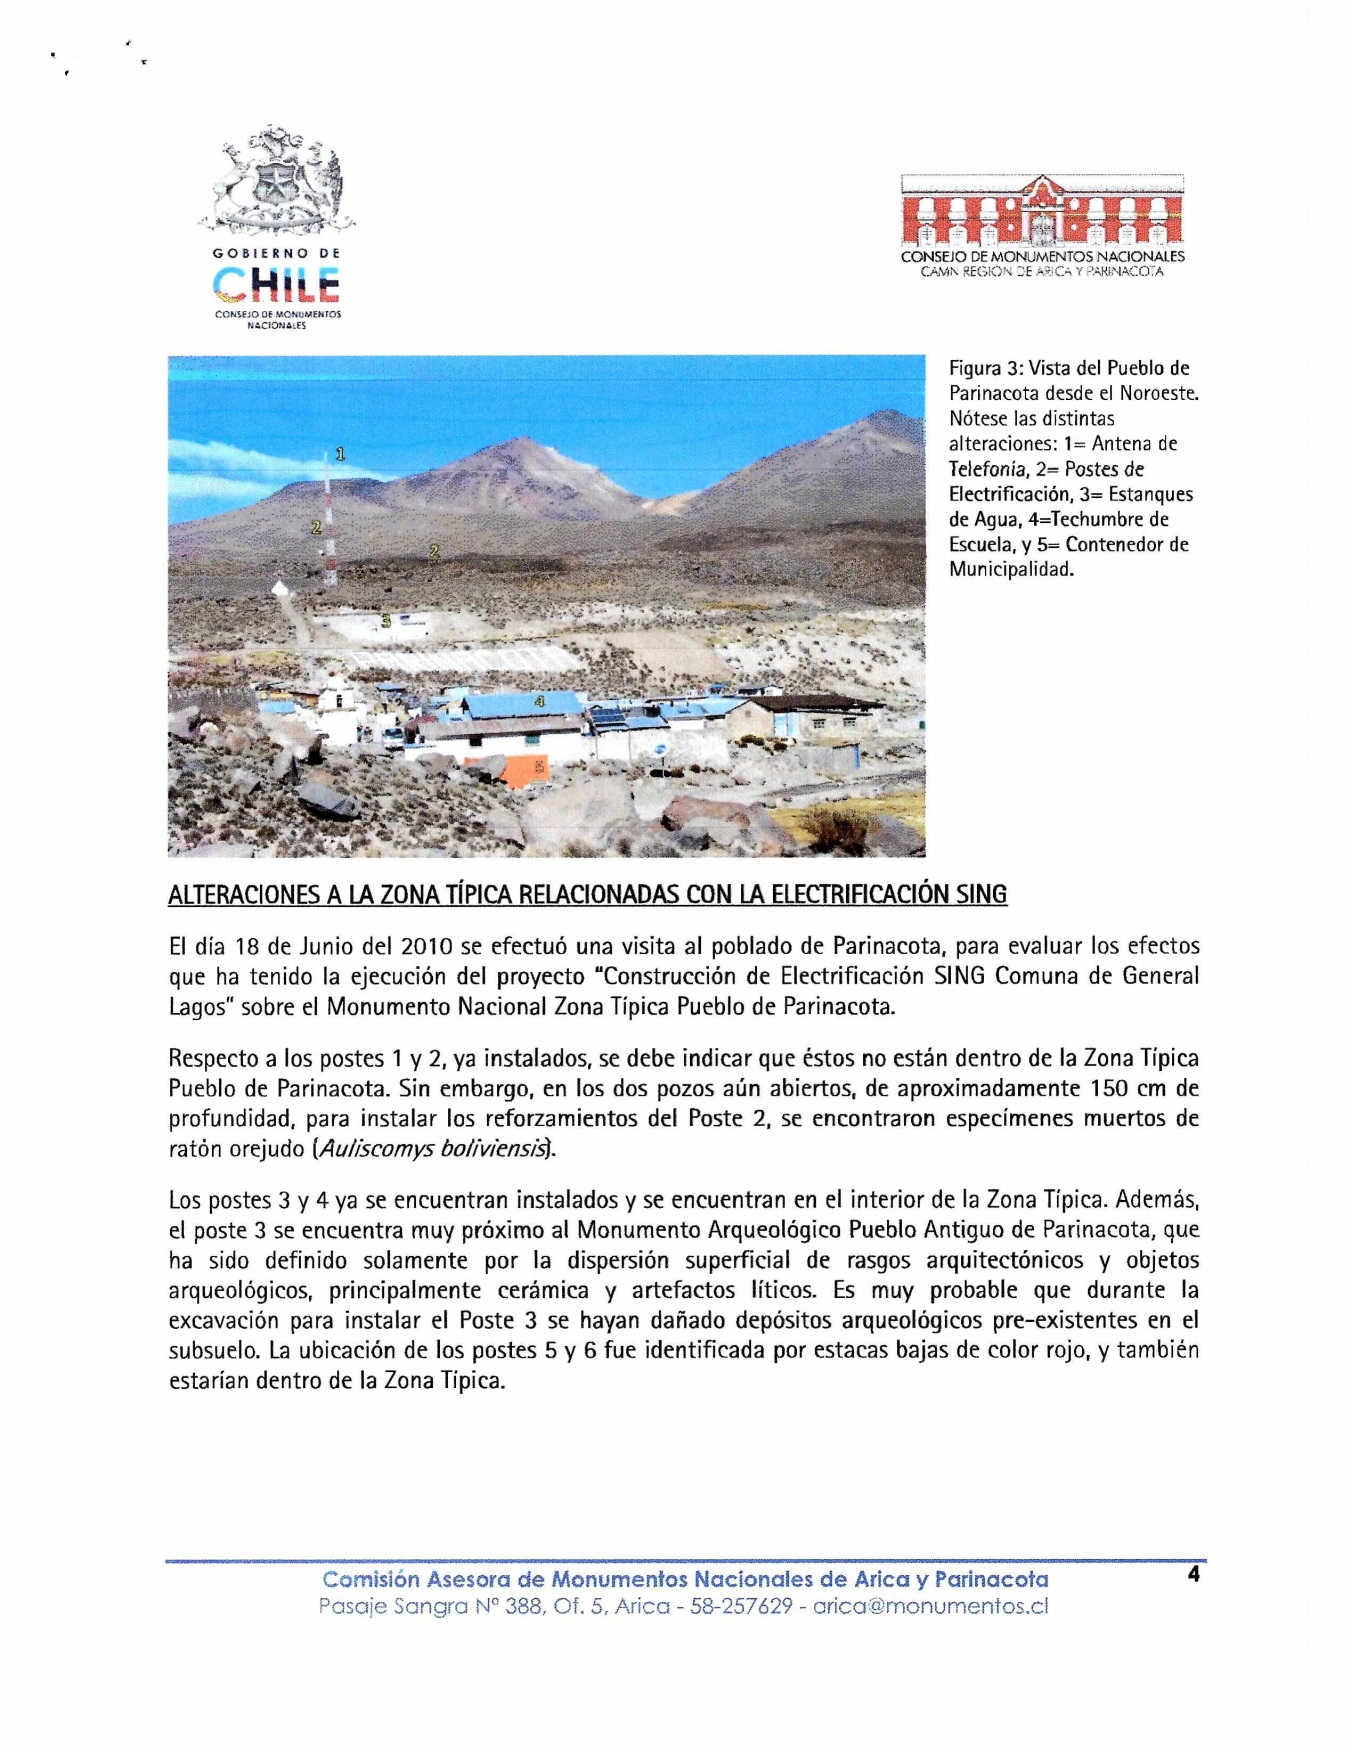 GOBIERNO DE
CHILE
CONSEJO DE MONUMENTOS
NACIONALES
CONSEJO DE MONUMENTOS NACIONALES
CAMN REGIÓN DE ARICA Y PARINACOTA
Figura 3: Vista del Pueblo de
Parinacota desde el Noroeste.
Nótese las distintas
alteraciones: 1= Antena de
Telefonía, 2= Postes de
Electrificación, 3= Estanques
de Agua, 4=Techumbre de
Escuela, y 5= Contenedor de
Municipalidad.
1
2
2
3
4
5
ALTERACIONES A LA ZONA TÍPICA RELACIONADAS CON LA ELECTRIFICACIÓN SING
El día 18 de Junio del 2010 se efectuó una visita al poblado de Parinacota, para evaluar los efectos
que ha tenido la ejecución del proyecto "Construcción de Electrificación SING Comuna de General
Lagos" sobre el Monumento Nacional Zona Típica Pueblo de Parinacota.
Respecto a los postes 1 y 2, ya instalados, se debe indicar que éstos no están dentro de la Zona Típica
Pueblo de Parinacota. Sin embargo, en los dos pozos aún abiertos, de aproximadamente 150 cm de
profundidad, para instalar los reforzamientos del Poste 2, se encontraron especímenes muertos de
ratón orejudo (Auliscomys boliviensis).
Los postes 3 y 4 ya se encuentran instalados y se encuentran en el interior de la Zona Típica. Además,
el poste 3 se encuentra muy próximo al Monumento Arqueológico Pueblo Antiguo de Parinacota, que
ha sido definido solamente por la dispersión superficial de rasgos arquitectónicos y objetos
arqueológicos, principalmente cerámica y artefactos líticos. Es muy probable que durante la
excavación para instalar el Poste 3 se hayan dañado depósitos arqueológicos pre-existentes en el
subsuelo. La ubicación de los postes 5 y 6 fue identificada por estacas bajas de color rojo, y también
estarían dentro de la Zona Típica.
Comisión Asesora de Monumentos Nacionales de Arica y Parinacota
4
Pasaje Sangra N° 388, Of. 5, Arica - 58-257629 - arica@monumentos.cl